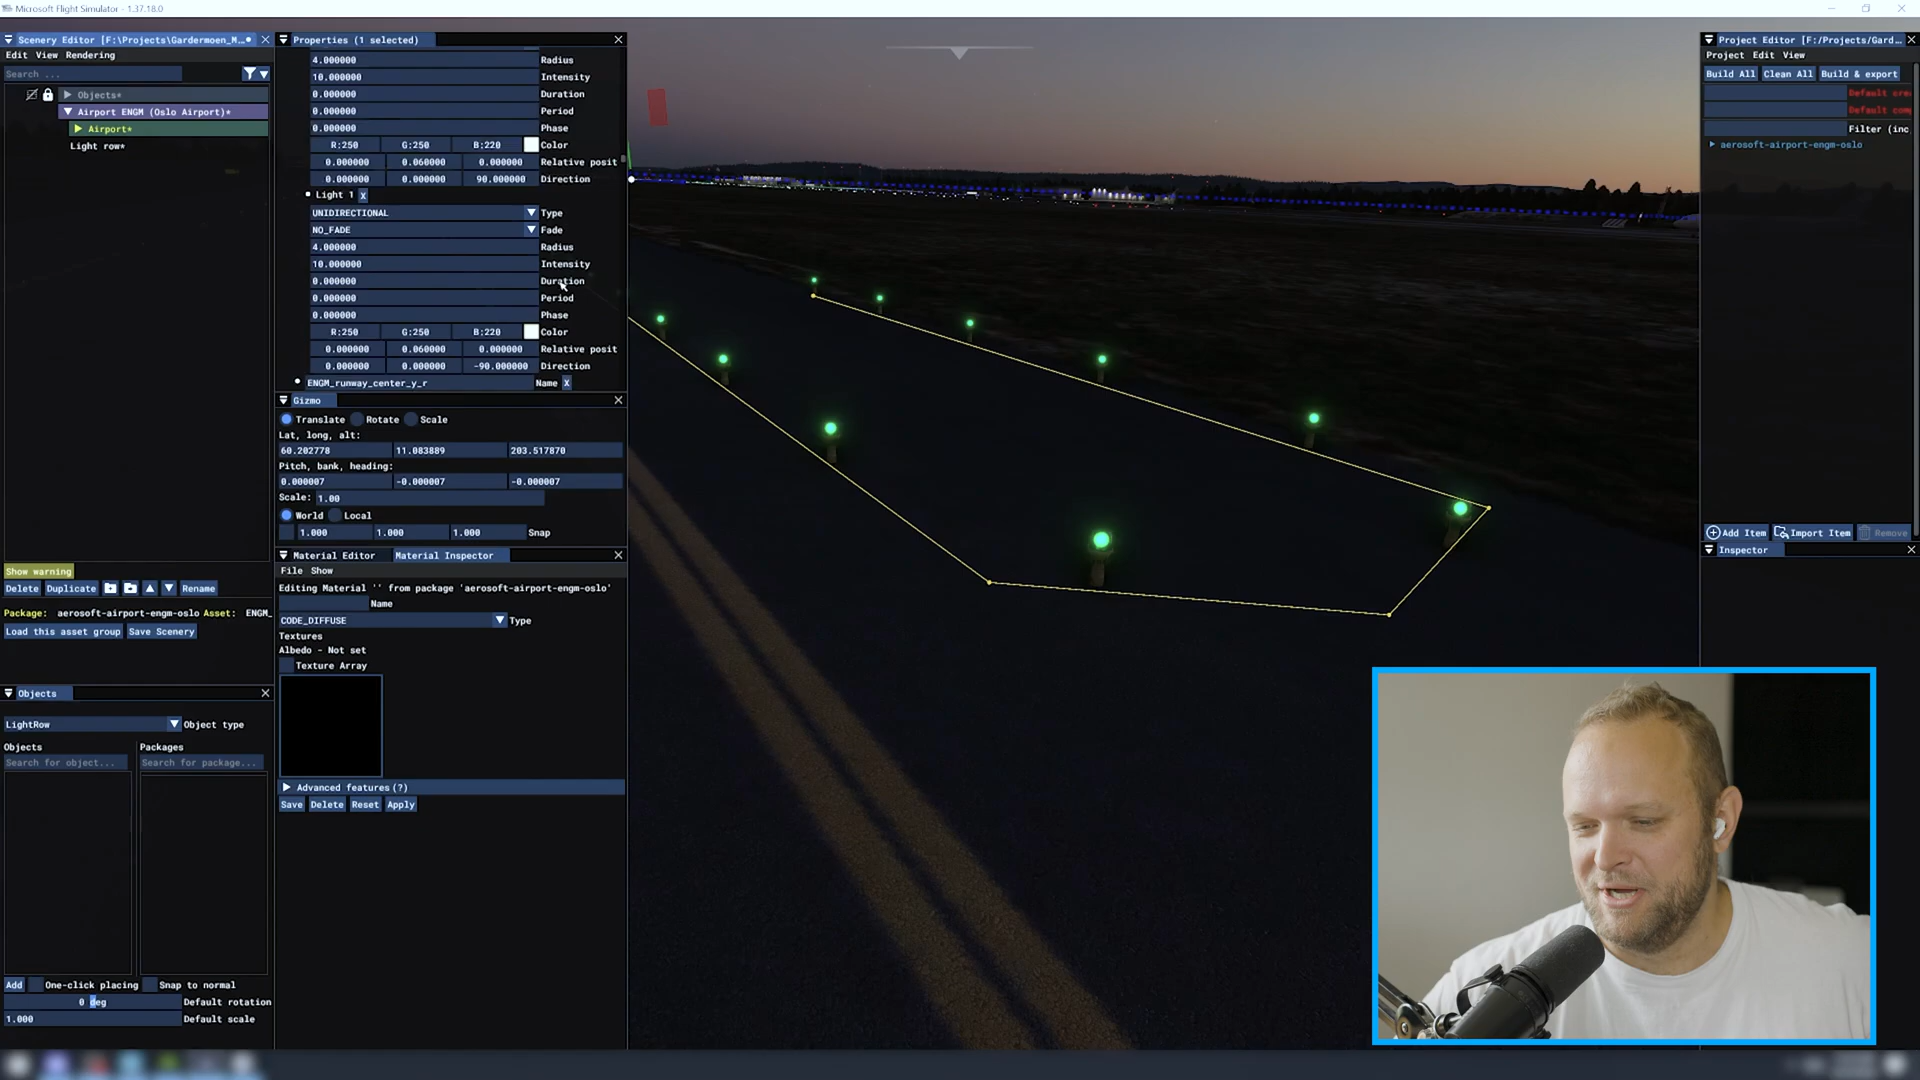 Microsoft Flight Simulator - 1.37.18.0
Scenery Editor [F:\Projects\Gardermoen_M...
Edit View Rendering
Search ...
Objects*
Airport ENGM (Oslo Airport)*
Airport*
Light row*
Show warning
Delete Duplicate Rename
Package: aerosoft-airport-engm-oslo Asset: ENGM_
Load this asset group Save Scenery
Objects
LightRow Object type
Objects Packages
Search for object... Search for package...
Add One-click placing Snap to normal
0 deg Default rotation
1.000 Default scale
Properties (1 selected)
4.000000 Radius
10.000000 Intensity
0.000000 Duration
0.000000 Period
0.000000 Phase
R:250 G:250 B:220 Color
0.000000 0.060000 0.000000 Relative posit
0.000000 0.000000 90.000000 Direction
Light 1 x
UNIDIRECTIONAL Type
NO_FADE Fade
4.000000 Radius
10.000000 Intensity
0.000000 Duration
0.000000 Period
0.000000 Phase
R:250 G:250 B:220 Color
0.000000 0.060000 0.000000 Relative posit
0.000000 0.000000 -90.000000 Direction
ENGM_runway_center_y_r Name X
Gizmo
Translate Rotate Scale
Lat, long, alt:
60.202778 11.083889 203.517870
Pitch, bank, heading:
0.000007 -0.000007 -0.000007
Scale: 1.00
World Local
1.000 1.000 1.000 Snap
Material Editor Material Inspector
File Show
Editing Material '' from package 'aerosoft-airport-engm-oslo'
Name
CODE_DIFFUSE Type
Textures
Albedo - Not set
Texture Array
Advanced features(?)
Save Delete Reset Apply
Project Editor [F:/Projects/Gard...
Project Edit View
Build All Clean All Build & export
Default cre
Default com
Filter (inc
aerosoft-airport-engm-oslo
Add Item Import Item Remove
Inspector